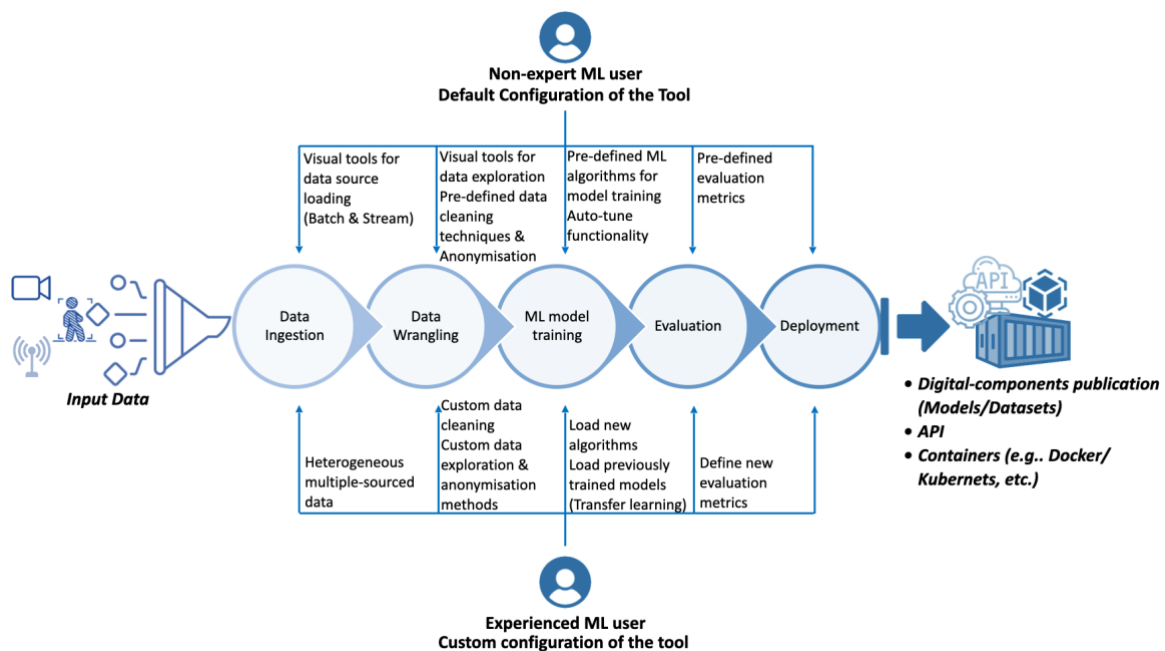 Non-expert ML user
Default Configuration of the Tool
Visual tools for
data source
loading
(Batch & Stream)
Visual tools for
data exploration
Pre-defined data
cleaning
techniques &
Anonymisation
Pre-defined ML
algorithms for
model training
Auto-tune
functionality
Pre-defined
evaluation
metrics
Input Data
Data
Ingestion
Data
Wrangling
ML model
training
Evaluation
Deployment
API
• Digital-components publication
(Models/Datasets)
• API
• Containers (e.g.. Docker/
Kubernets, etc.)
Heterogeneous
multiple-sourced
data
Custom data
cleaning
Custom data
exploration &
anonymisation
methods
Load new
algorithms
Load previously
trained models
(Transfer learning)
Define new
evaluation
metrics
Experienced ML user
Custom configuration of the tool